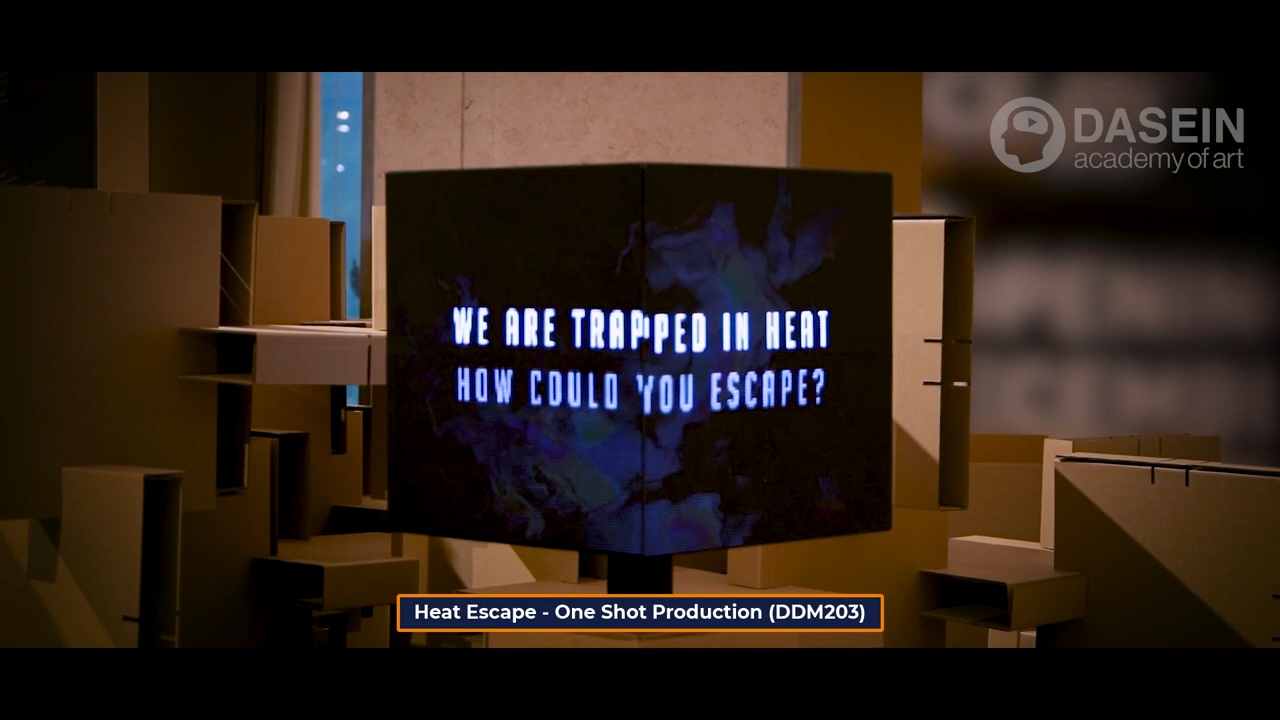 DASEIN
academy of art
WE ARE TRAPPED IN HEAT
HOW COULD YOU ESCAPE?
Heat Escape - One Shot Production (DDM203)